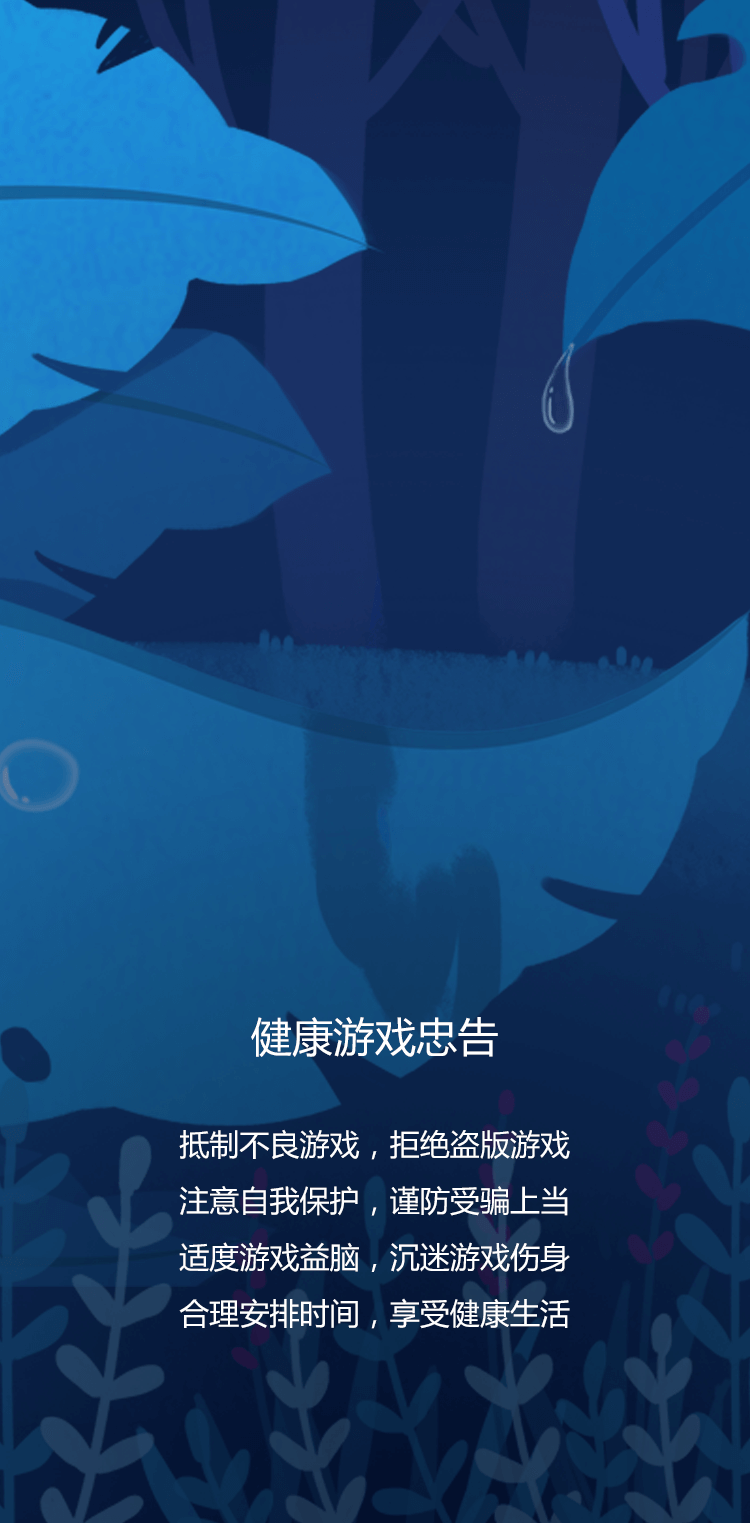 健康游戏忠告
抵制不良游戏，拒绝盗版游戏
注意自我保护，谨防受骗上当
适度游戏益脑，沉迷游戏伤身
合理安排时间，享受健康生活